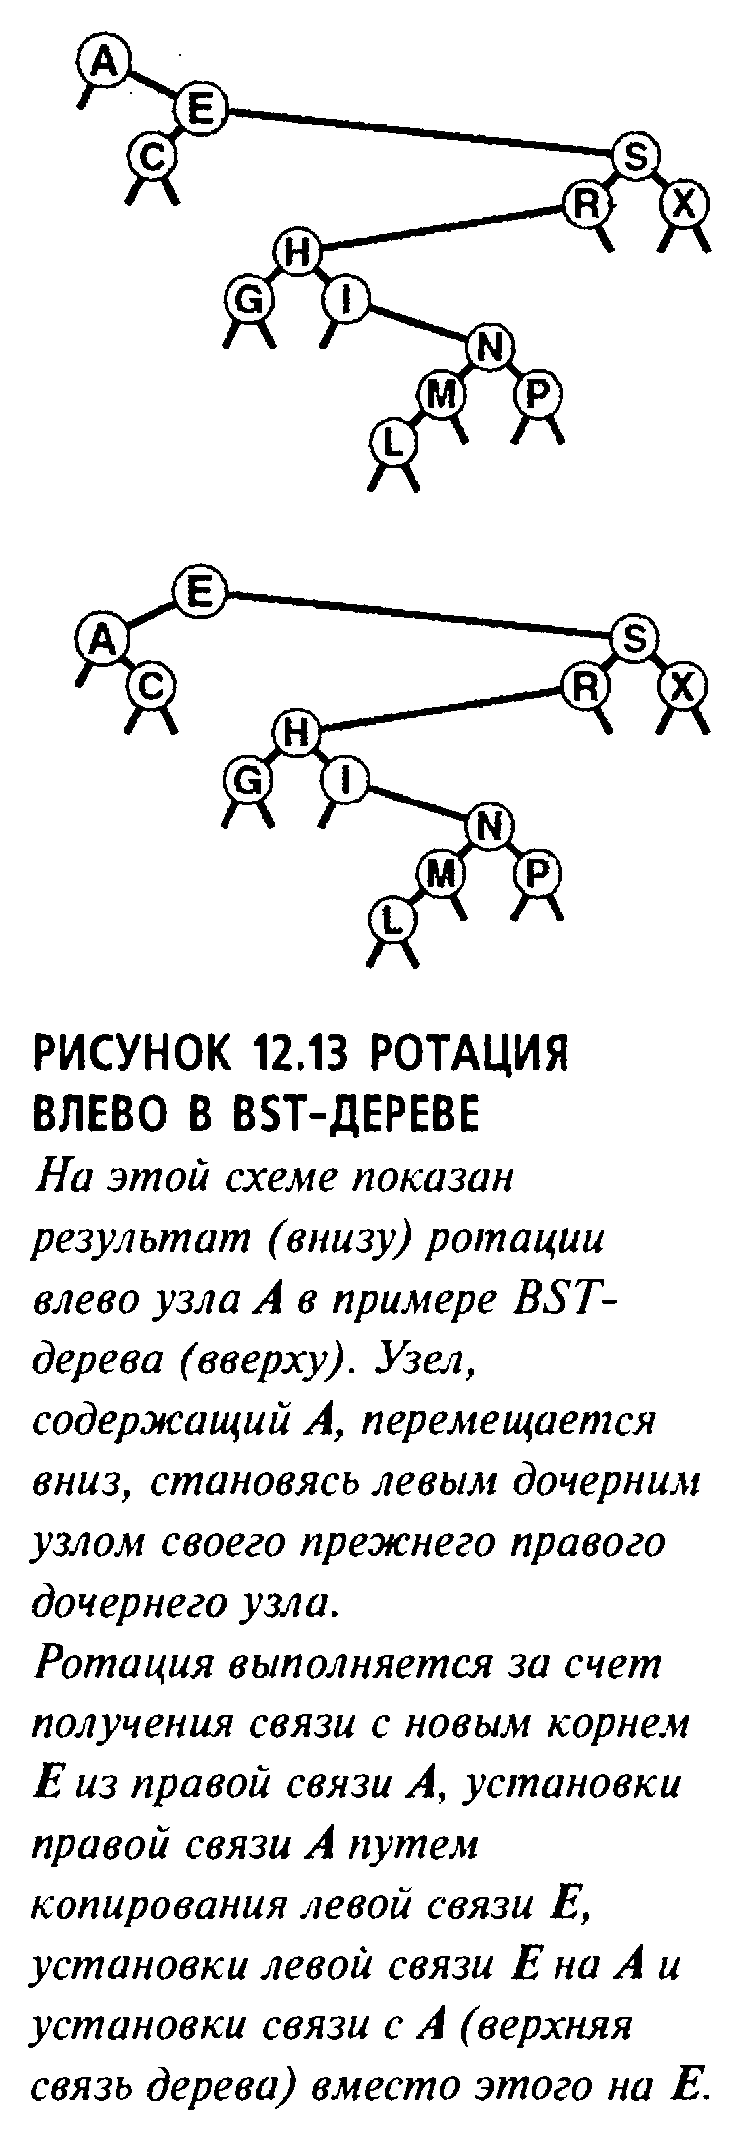 A
E
C
S
R
X
H
G
I
N
M
P
L
E
A
S
C
R
X
H
G
I
N
M
P
L
РИСУНОК 12.13 РОТАЦИЯ
ВЛЕВО В BST-ДЕРЕВЕ
На этой схеме показан
результат (внизу) ротации
влево узла A в примере BST-
дерева (вверху). Узел,
содержащий A, перемещается
вниз, становясь левым дочерним
узлом своего прежнего правого
дочернего узла.
Ротация выполняется за счет
получения связи с новым корнем
E из правой связи A, установки
правой связи A путем
копирования левой связи E,
установки левой связи E на A и
установки связи с A (верхняя
связь дерева) вместо этого на E.